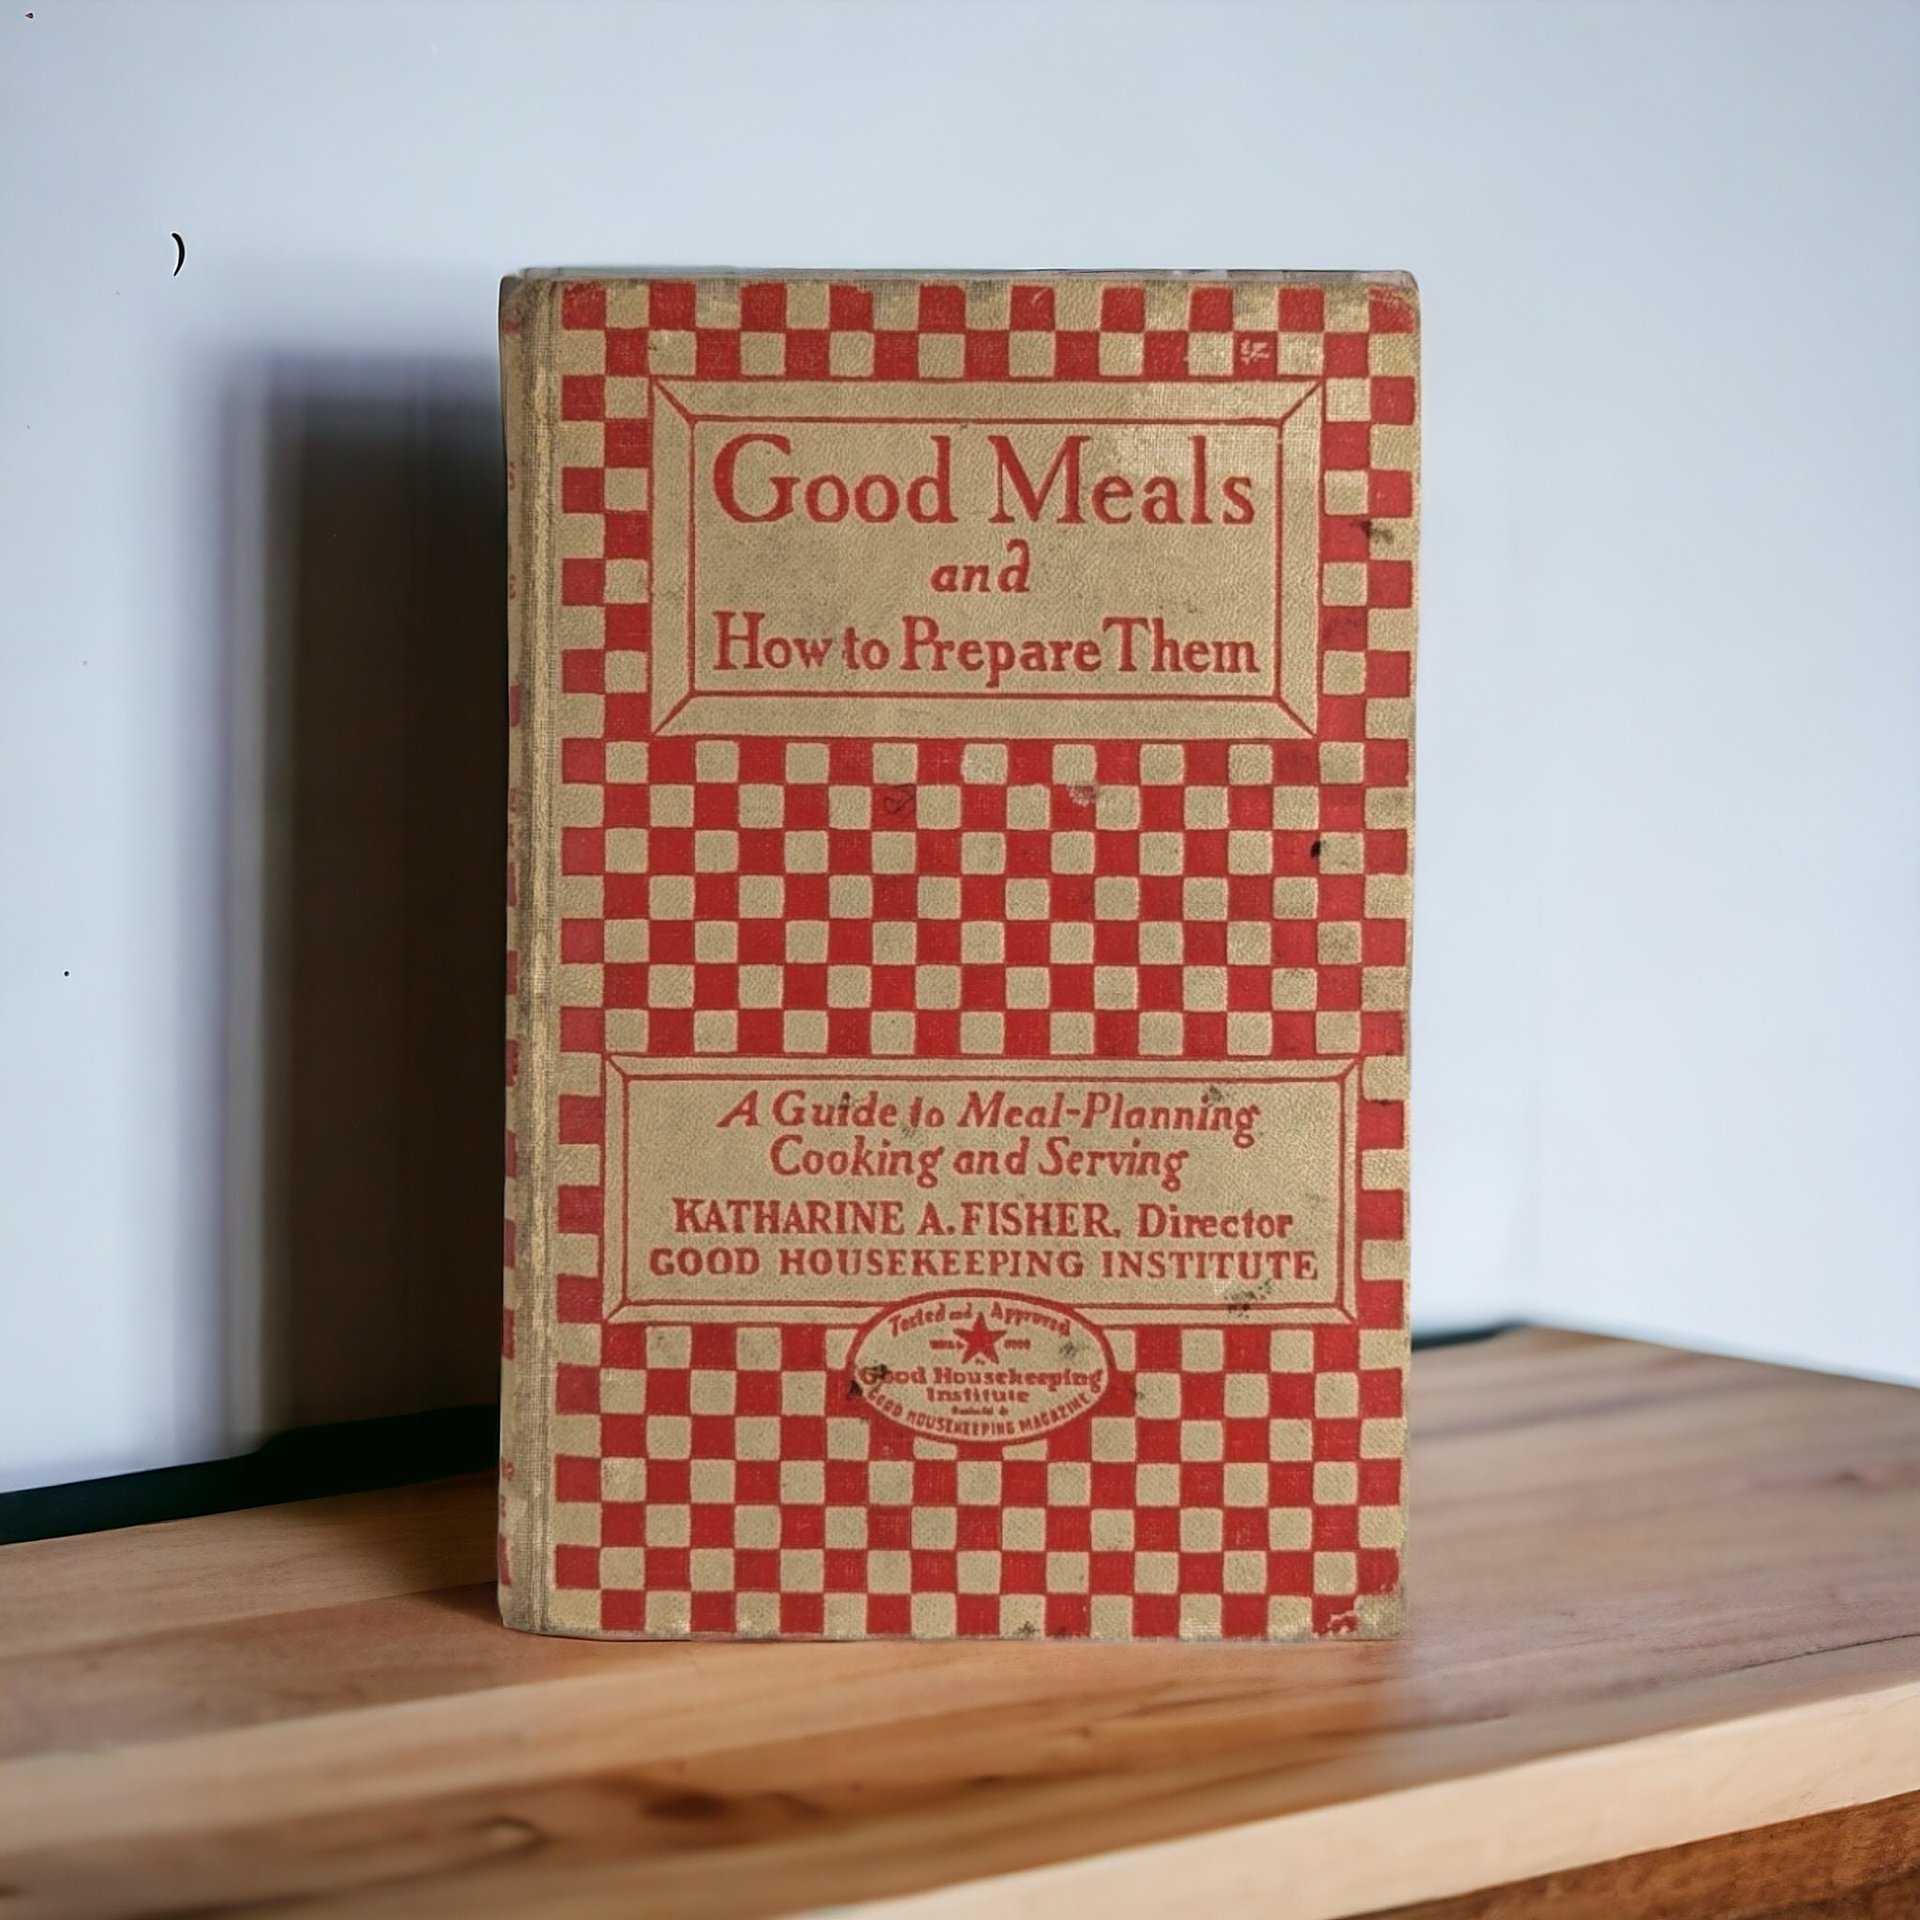 Good Meals
and
How to Prepare Them
A Guide to Meal-Planning
Cooking and Serving
KATHARINE A. FISHER, Director
GOOD HOUSEKEEPING INSTITUTE
Tested and Approved
Good Housekeeping
Institute
GOOD HOUSEKEEPING MAGAZINE